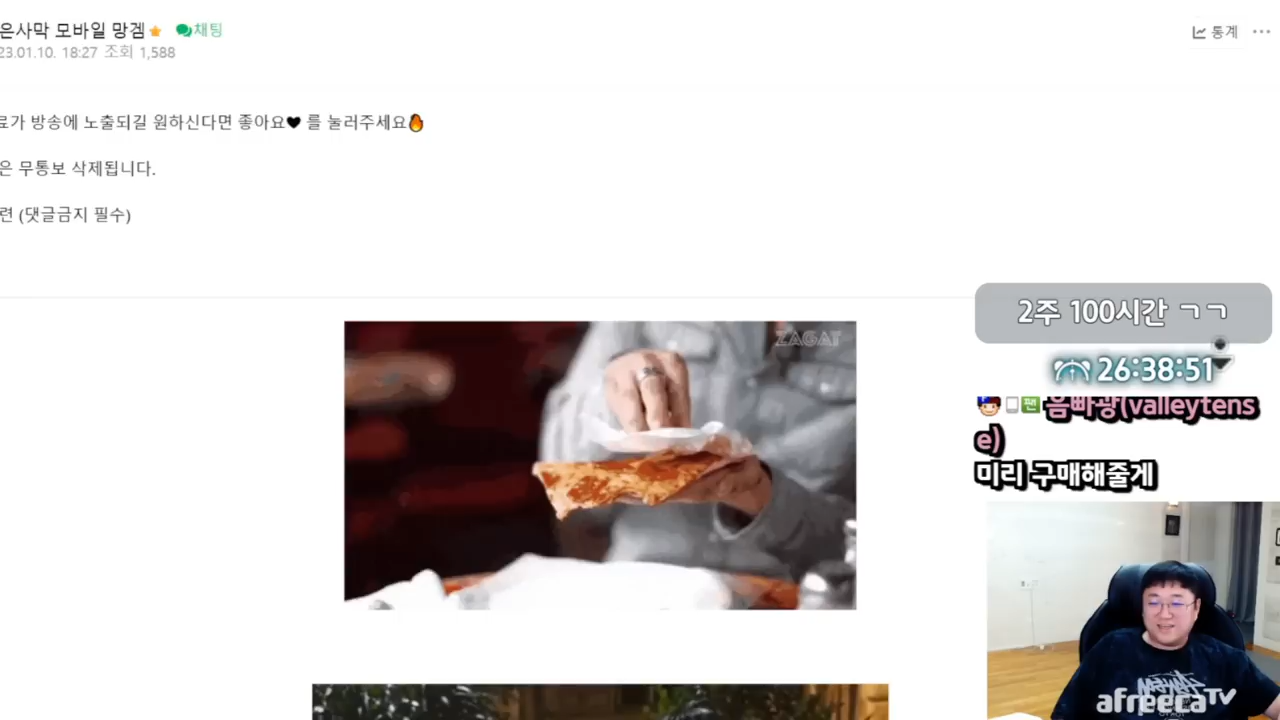 은사막 모바일 망겜 채팅
23.01.10. 18:27 조회 1,588
통계
료가 방송에 노출되길 원하신다면 좋아요🖤 를 눌러주세요🔥
은 무통보 삭제됩니다.
련 (댓글금지 필수)
ZAGAT
2주 100시간 ㄱㄱ
26:38:51
팬 음빠광(valleytens
e)
미리 구매해줄게
afreecaTV